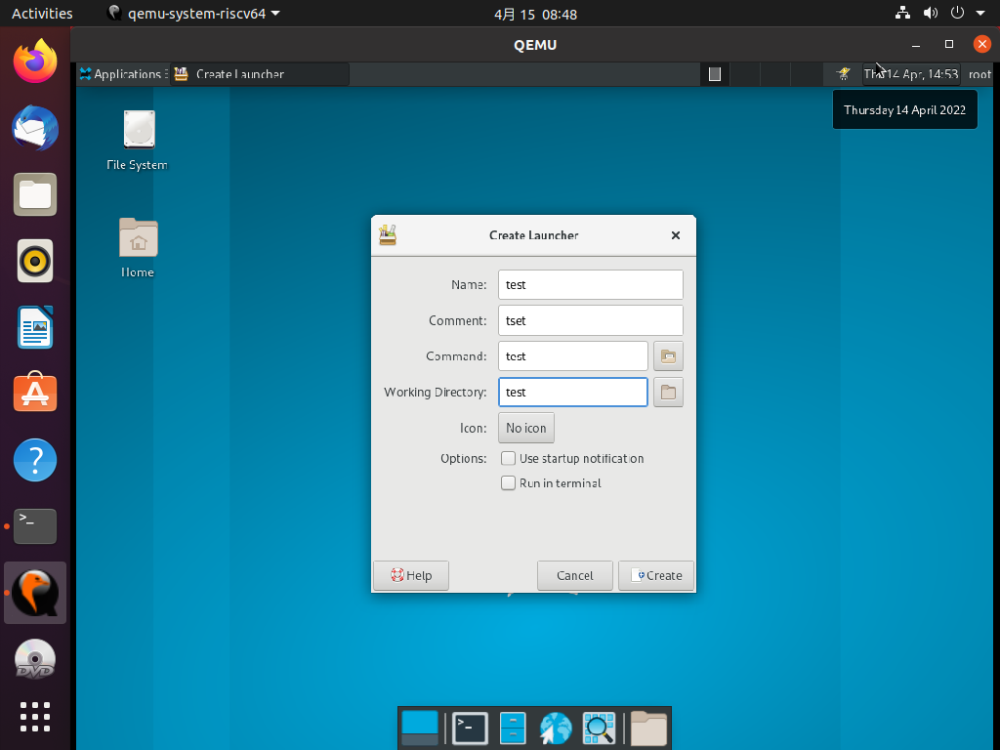 Activities qemu-system-riscv64 4月 15 08:48
QEMU
Applications Create Launcher 14 Apr, 14:53 root
Thursday 14 April 2022
File System
Home
Create Launcher
Name: test
Comment: tset
Command: test
Working Directory: test
Icon: No icon
Options: Use startup notification
Run in terminal
Help Cancel Create
>_
?
DVD
>_